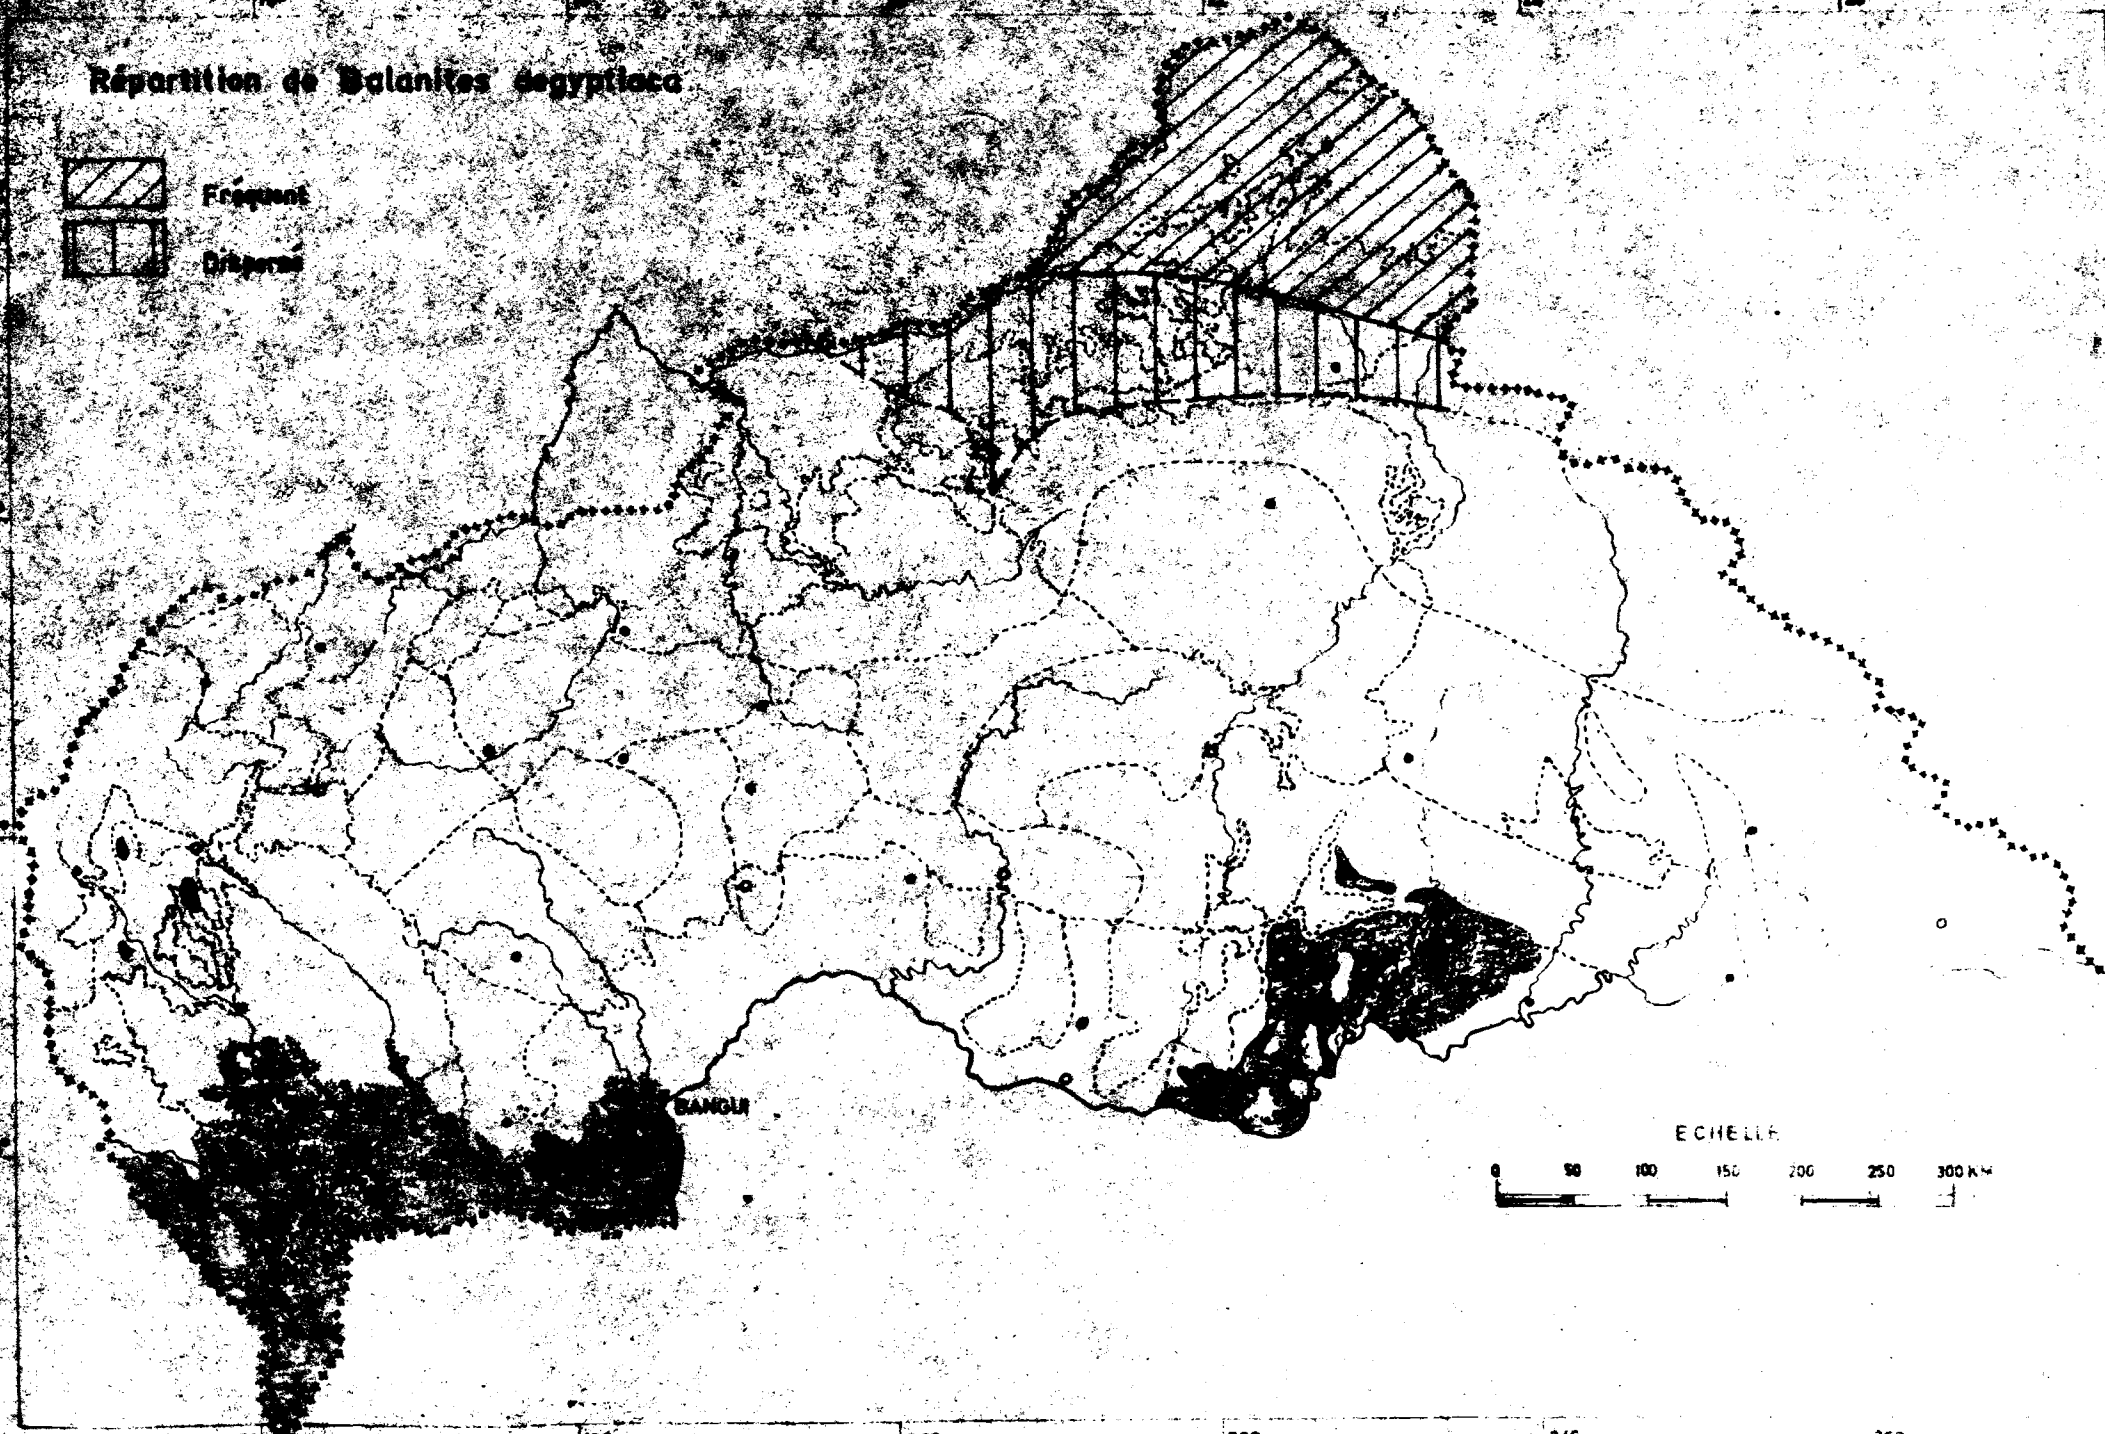 Répartition de Balanites aegyptiaca
Fréquent
Dispersé
BANGUI
ECHELLE
0 50 100 150 200 250 300 KM